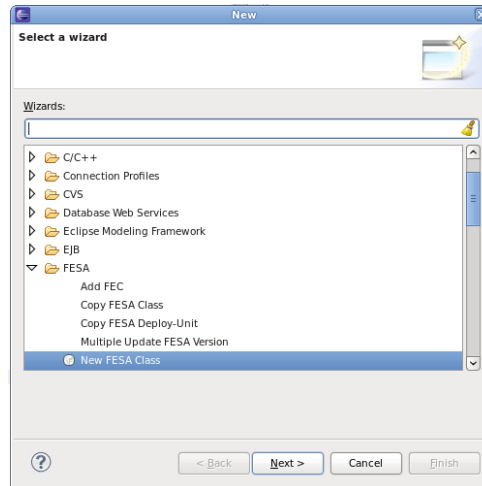 New
Select a wizard
Wizards:
C/C++
Connection Profiles
CVS
Database Web Services
Eclipse Modeling Framework
EJB
FESA
Add FEC
Copy FESA Class
Copy FESA Deploy-Unit
Multiple Update FESA Version
New FESA Class
? < Back Next > Cancel Finish